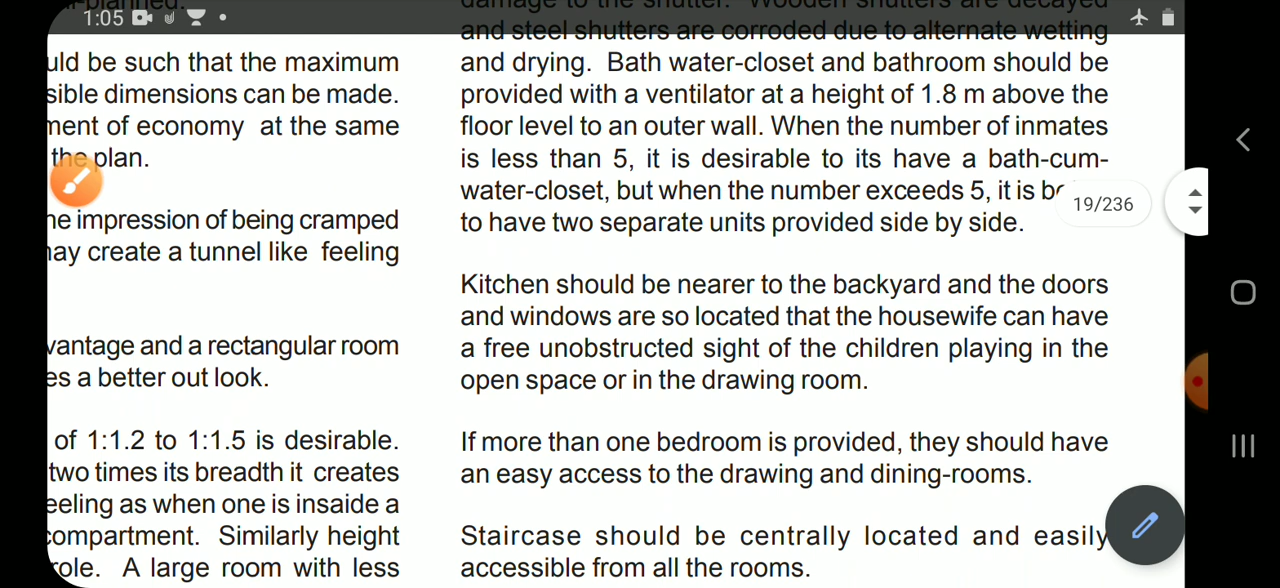 1:05
uld be such that the maximum
sible dimensions can be made.
ment of economy at the same
the plan.
ne impression of being cramped
may create a tunnel like feeling
vantage and a rectangular room
es a better out look.
of 1:1.2 to 1:1.5 is desirable.
two times its breadth it creates
eeling as when one is insaide a
compartment. Similarly height
role. A large room with less
damage to the shutter. Wooden shutters are decayed
and steel shutters are corroded due to alternate wetting
and drying. Bath water-closet and bathroom should be
provided with a ventilator at a height of 1.8 m above the
floor level to an outer wall. When the number of inmates
is less than 5, it is desirable to its have a bath-cum-
water-closet, but when the number exceeds 5, it is
to have two separate units provided side by side.
19/236
Kitchen should be nearer to the backyard and the doors
and windows are so located that the housewife can have
a free unobstructed sight of the children playing in the
open space or in the drawing room.
If more than one bedroom is provided, they should have
an easy access to the drawing and dining-rooms.
Staircase should be centrally located and easily
accessible from all the rooms.